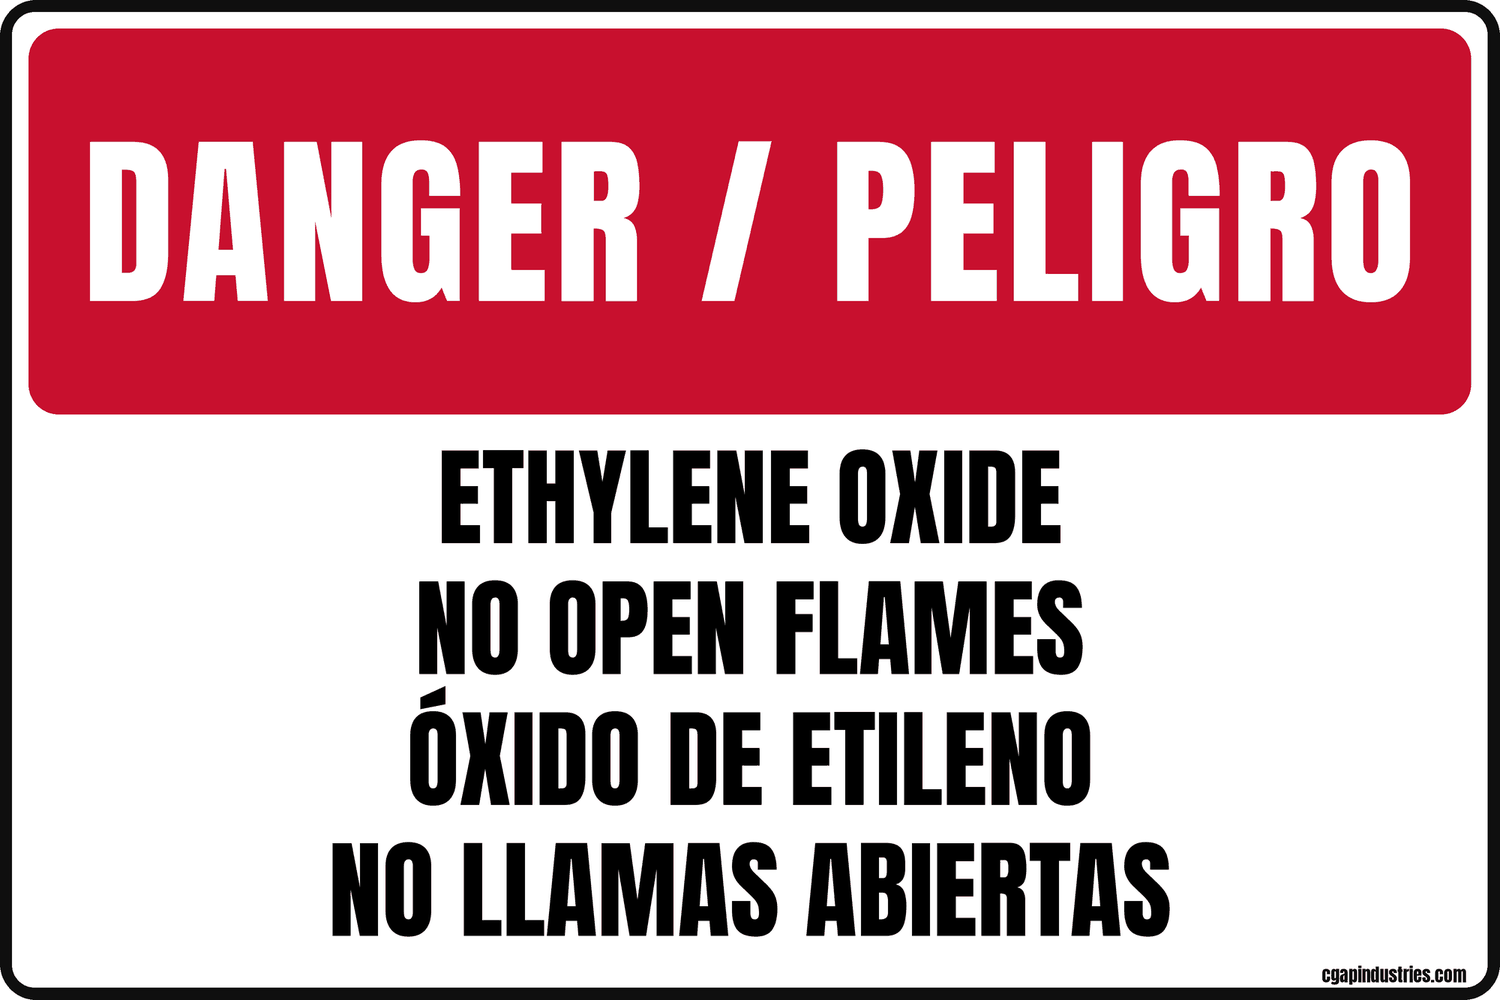 DANGER / PELIGRO
ETHYLENE OXIDE
NO OPEN FLAMES
ÓXIDO DE ETILENO
NO LLAMAS ABIERTAS
cgapindustries.com